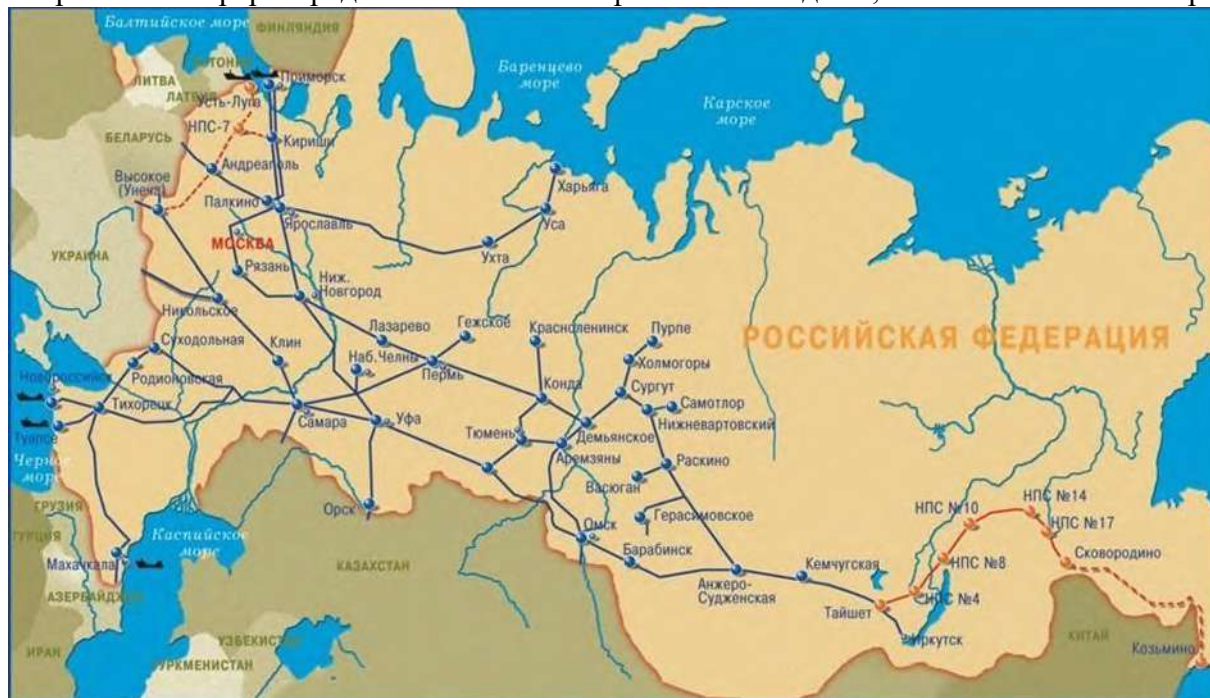 Балтийское море
ФИНЛЯНДИЯ
ЛИТВА
ЛАТВИЯ
Приморск
Баренцево
море
Карское
море
Усть-Луга
НПС-7
Кириши
БЕЛАРУСЬ
Андреаполь
Высокое
(Унеча)
Палкино
Ярославль
Харьяга
Уса
Ухта
УКРАИНА
МОСКВА
Рязань
Ниж.
Новгород
Никольское
Лазарево
Гежское
Красноленинск
Пурпе
Холмогоры
РОССИЙСКАЯ ФЕДЕРАЦИЯ
Суходольная
Клин
Наб.Челны
Пермь
Конда
Сургут
Самотлор
Нижневартовский
Новороссийск
Родионовская
Тихорецк
Самара
Уфа
Тюмень
Демьянское
Аремзяны
Раскино
Туапсе
Черное
море
Васюган
Орск
Герасимовское
НПС №10
НПС №14
НПС №17
ГРУЗИЯ
ТУРЦИЯ
Каспийское
море
Омск
Барабинск
Кемчугская
НПС №8
Сковородино
Махачкала
КАЗАХСТАН
Анжеро-
Судженская
Тайшет
НПС №4
АЗЕРБАЙДЖАН
УЗБЕКИСТАН
Иркутск
КИТАЙ
Козьмино
ИРАН
ТУРКМЕНИСТАН